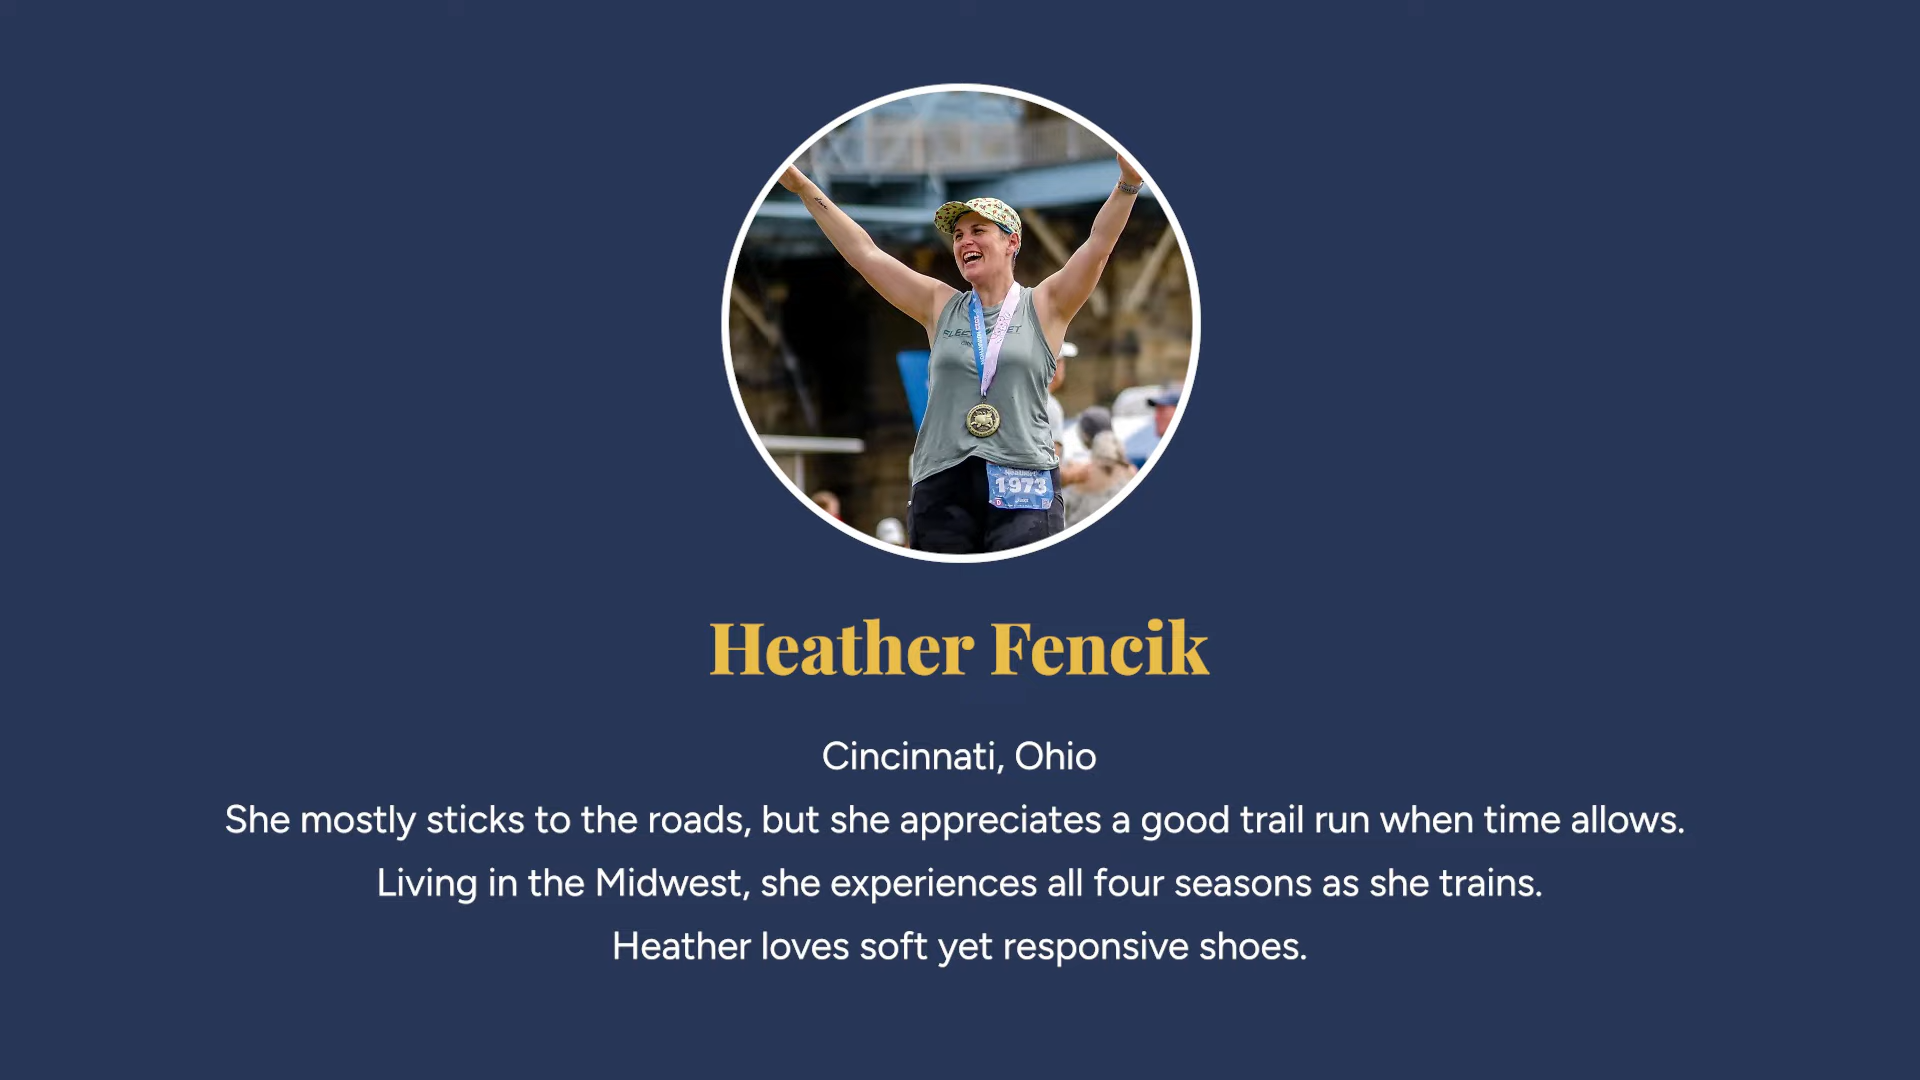 1973
Heather Fencik
Cincinnati, Ohio
She mostly sticks to the roads, but she appreciates a good trail run when time allows.
Living in the Midwest, she experiences all four seasons as she trains.
Heather loves soft yet responsive shoes.